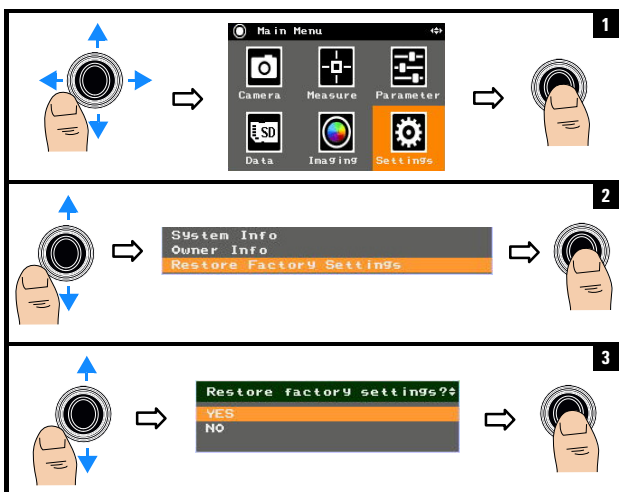 1
Main Menu
Camera Measure Parameter
SD
Data Imaging Settings
2
System Info
Owner Info
Restore Factory Settings
3
Restore factory settings?
YES
NO